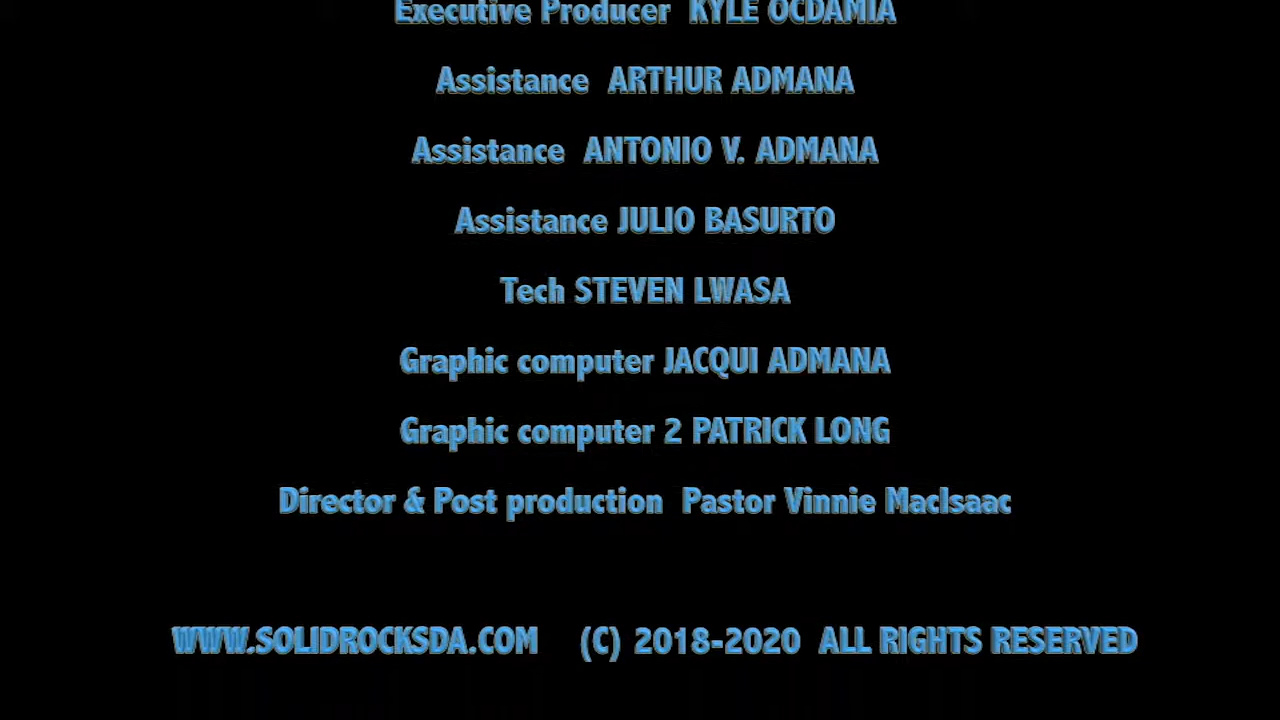 Executive Producer KYLE OCDAMIA
Assistance ARTHUR ADMANA
Assistance ANTONIO V. ADMANA
Assistance JULIO BASURTO
Tech STEVEN LWASA
Graphic computer JACQUI ADMANA
Graphic computer 2 PATRICK LONG
Director & Post production Pastor Vinnie MacIsaac
WWW.SOLIDROCKSDA.COM (C) 2018-2020 ALL RIGHTS RESERVED